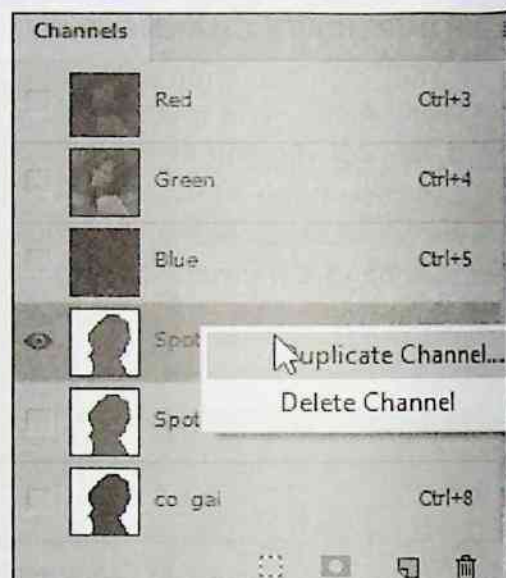 Channels
Red Ctrl+3
Green Ctrl+4
Blue Ctrl+5
Spot
Duplicate Channel...
Delete Channel
Spot
co gai Ctrl+8